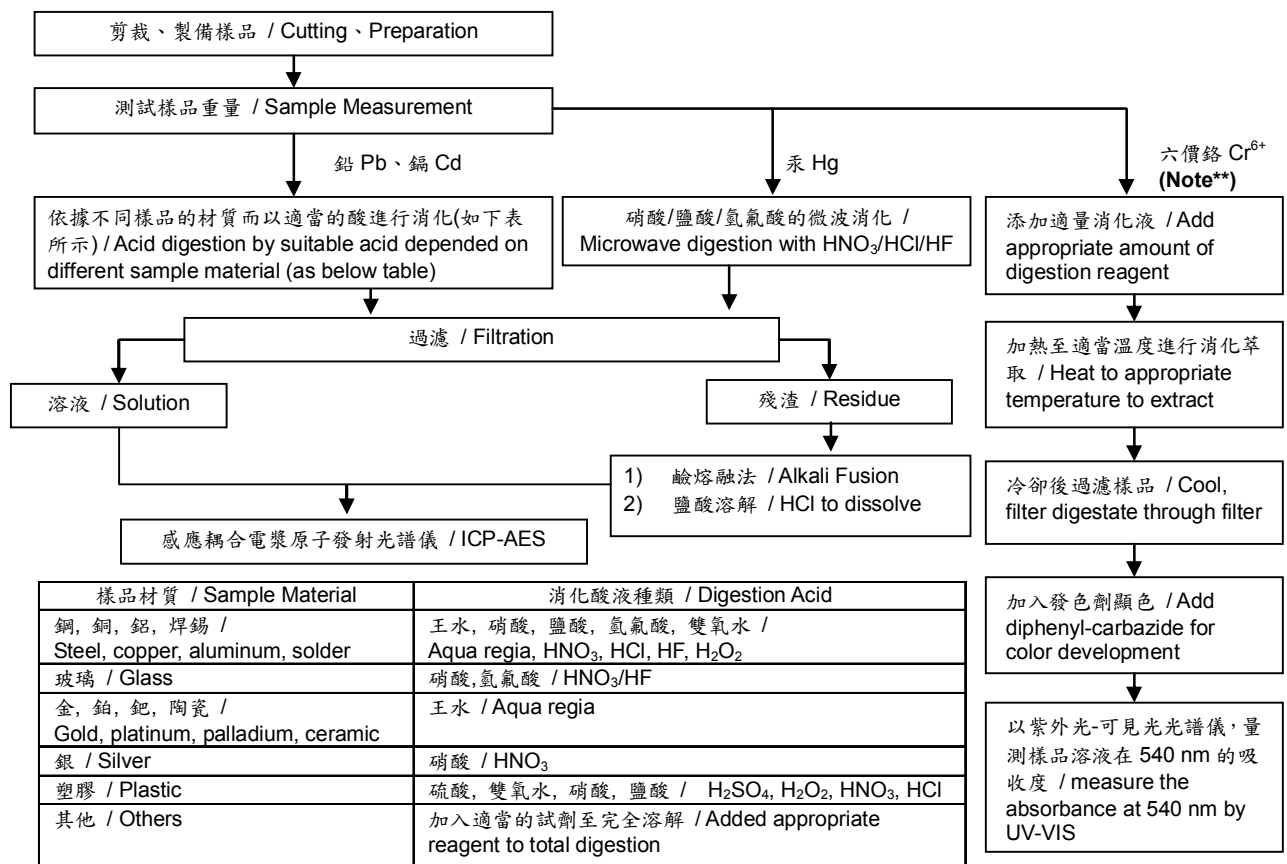 剪裁、製備樣品 / Cutting、Preparation
測試樣品重量 / Sample Measurement
鉛 Pb、鎘 Cd
汞 Hg
六價鉻 Cr⁶⁺
(Note**)
依據不同樣品的材質而以適當的酸進行消化(如下表
所示) / Acid digestion by suitable acid depended on
different sample material (as below table)
硝酸/鹽酸/氫氟酸的微波消化 /
Microwave digestion with HNO₃/HCl/HF
添加適量消化液 / Add
appropriate amount of
digestion reagent
過濾 / Filtration
加熱至適當溫度進行消化萃
取 / Heat to appropriate
temperature to extract
溶液 / Solution
殘渣 / Residue
1) 鹼熔融法 / Alkali Fusion
2) 鹽酸溶解 / HCl to dissolve
冷卻後過濾樣品 / Cool,
filter digestate through filter
感應耦合電漿原子發射光譜儀 / ICP-AES
加入發色劑顯色 / Add
diphenyl-carbazide for
color development
以紫外光-可見光光譜儀,量
測樣品溶液在 540 nm 的吸
收度 / measure the
absorbance at 540 nm by
UV-VIS
樣品材質 / Sample Material 消化酸液種類 / Digestion Acid
鋼, 銅, 鋁, 焊錫 / 王水, 硝酸, 鹽酸, 氫氟酸, 雙氧水 /
Steel, copper, aluminum, solder Aqua regia, HNO₃, HCl, HF, H₂O₂
玻璃 / Glass 硝酸,氫氟酸 / HNO₃/HF
金, 鉑, 鈀, 陶瓷 / 王水 / Aqua regia
Gold, platinum, palladium, ceramic
銀 / Silver 硝酸 / HNO₃
塑膠 / Plastic 硫酸, 雙氧水, 硝酸, 鹽酸 / H₂SO₄, H₂O₂, HNO₃, HCl
其他 / Others 加入適當的試劑至完全溶解 / Added appropriate
reagent to total digestion